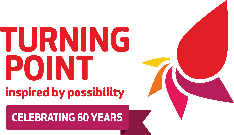 TURNING
POINT
inspired by possibility
CELEBRATING 60 YEARS